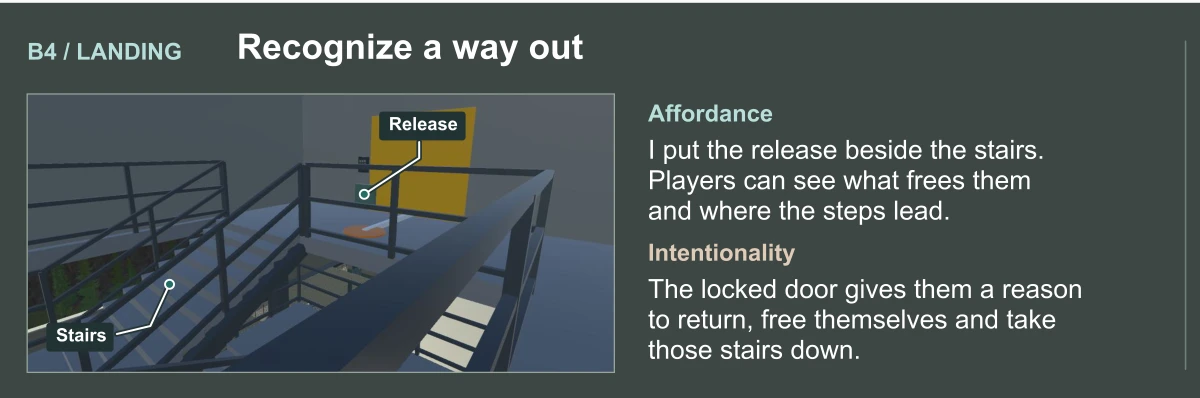 B4 / LANDING
Recognize a way out
Release
Stairs
Affordance
I put the release beside the stairs.
Players can see what frees them
and where the steps lead.
Intentionality
The locked door gives them a reason
to return, free themselves and take
those stairs down.